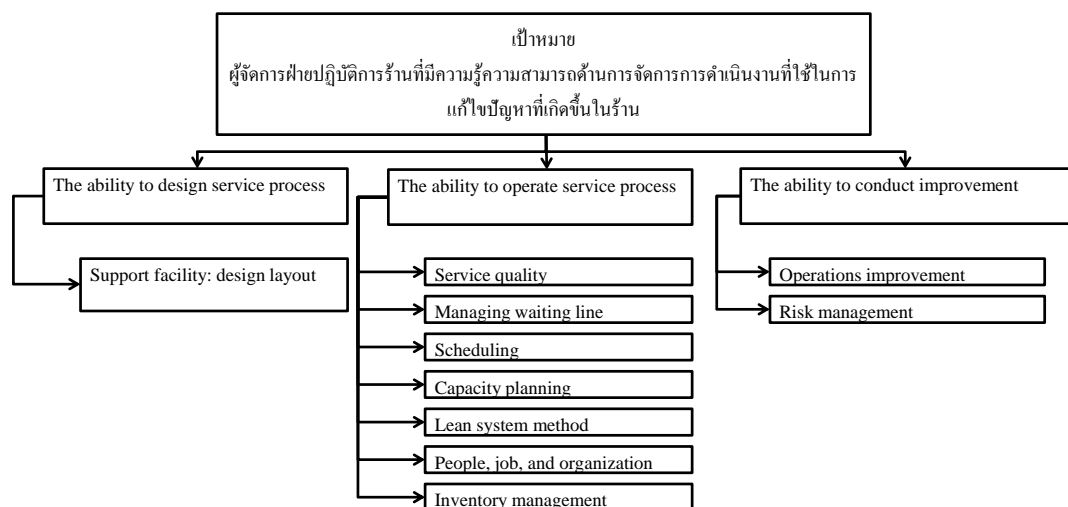 เป้าหมาย
ผู้จัดการฝ่ายปฏิบัติการร้านที่มีความรู้ความสามารถด้านการจัดการการดำเนินงานที่ใช้ในการ
แก้ไขปัญหาที่เกิดขึ้นในร้าน
The ability to design service process
The ability to operate service process
The ability to conduct improvement
Support facility: design layout
Service quality
Managing waiting line
Scheduling
Capacity planning
Lean system method
People, job, and organization
Inventory management
Operations improvement
Risk management